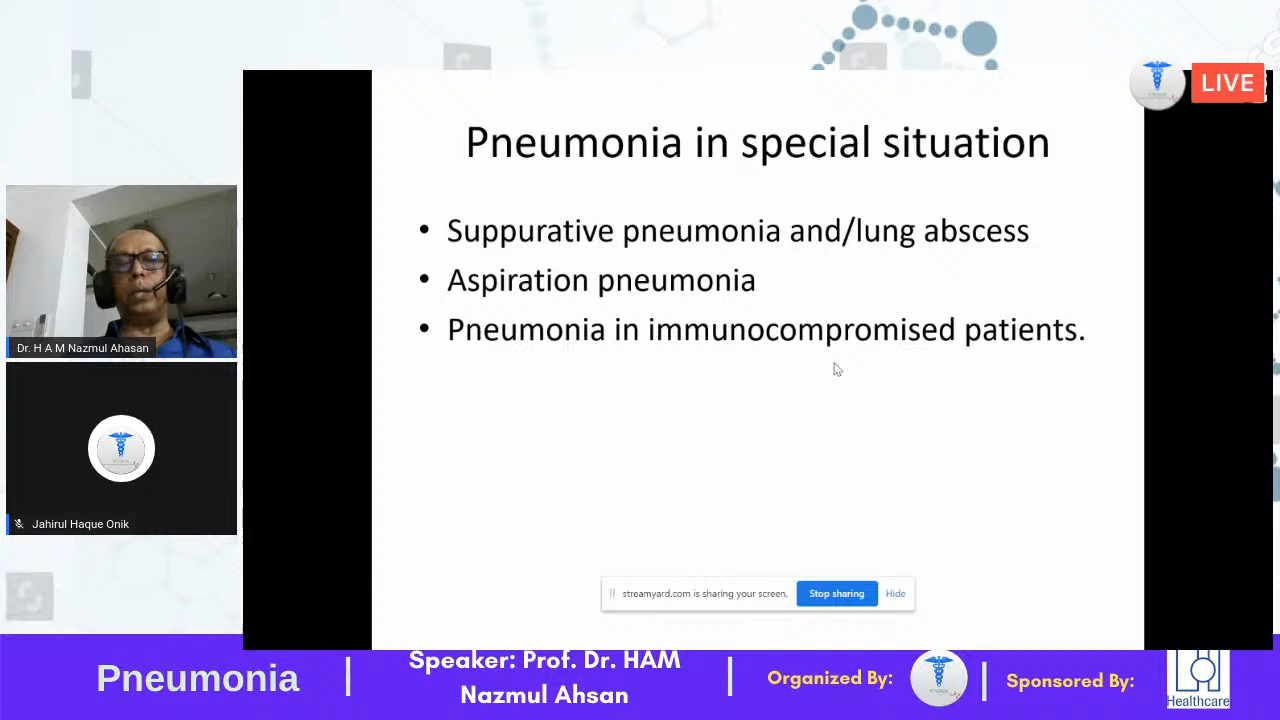 LIVE
Pneumonia in special situation
• Suppurative pneumonia and/lung abscess
• Aspiration pneumonia
• Pneumonia in immunocompromised patients.
Dr. H A M Nazmul Ahasan
Jahirul Haque Onik
streamyard.com is sharing your screen.
Stop sharing
Hide
Pneumonia
Speaker: Prof. Dr. HAM
Nazmul Ahsan
Organized By:
Sponsored By:
Healthcare